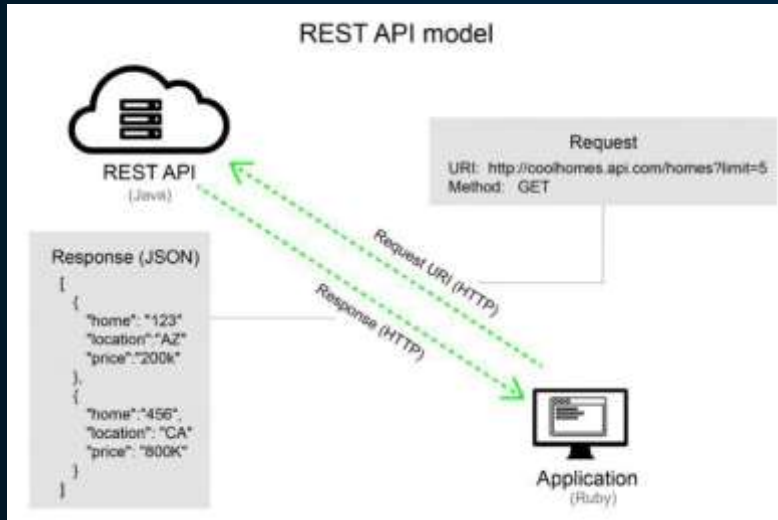 REST API model
REST API
(Java)
Request
URI: http://coolhomes.api.com/homes?limit=5
Method: GET
Request URI (HTTP)
Response (HTTP)
Response (JSON)
[
{
"home": "123"
"location":"AZ"
"price":"200k"
},
{
"home":"456",
"location": "CA"
"price": "800K"
}
]
Application
(Ruby)